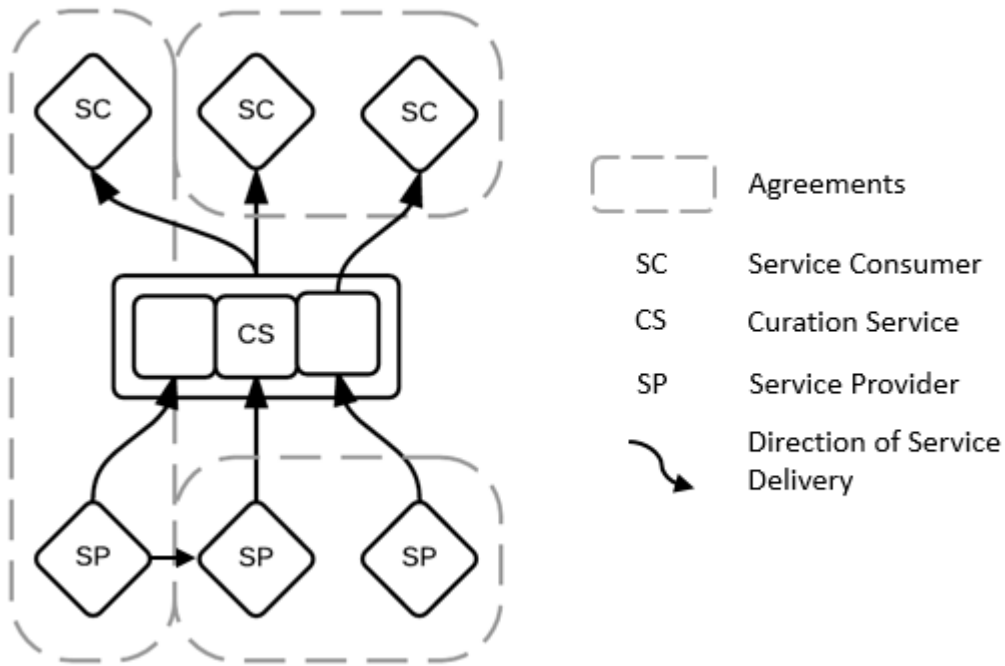 SC
SC
SC
CS
SP
SP
SP
Agreements
SC Service Consumer
CS Curation Service
SP Service Provider
Direction of Service
Delivery